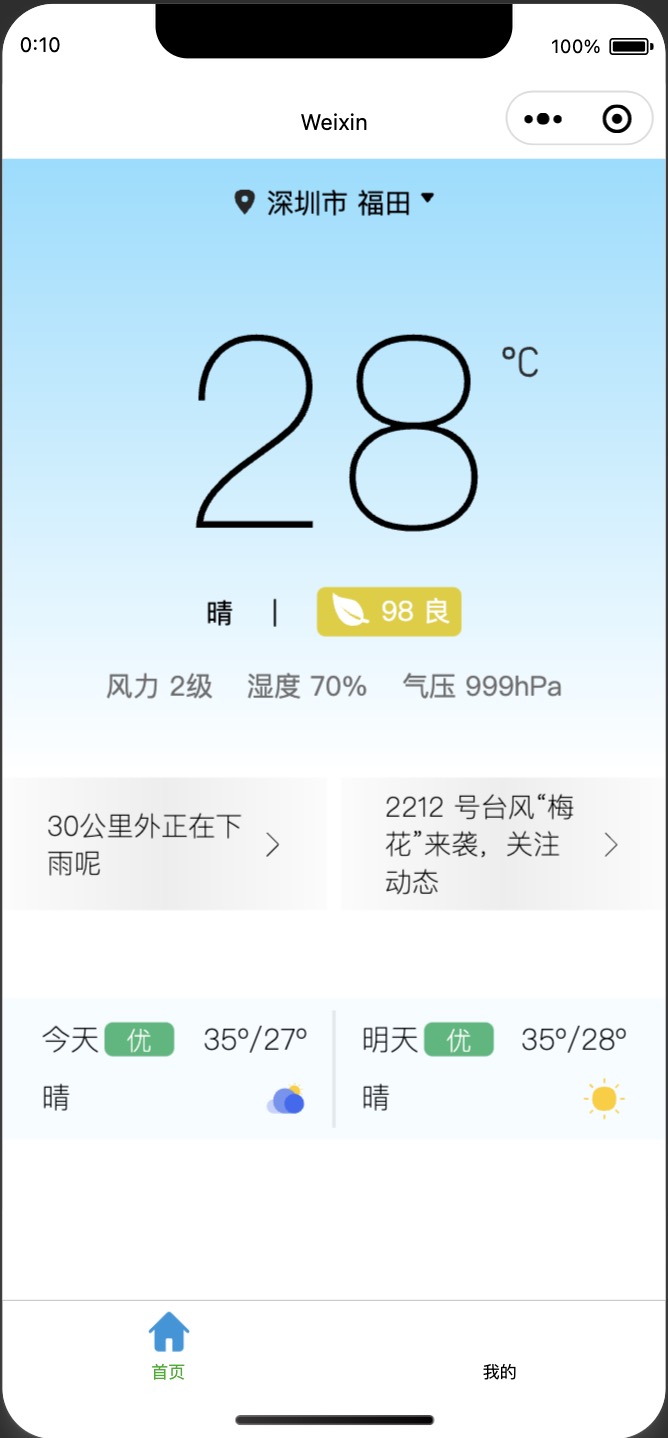 0:10
100%
Weixin
深圳市 福田
28
°C
晴 | 98 良
风力 2级 湿度 70% 气压 999hPa
30公里外正在下
雨呢
2212 号台风“梅
花”来袭，关注
动态
今天 优 35°/27°
晴
明天 优 35°/28°
晴
首页
我的